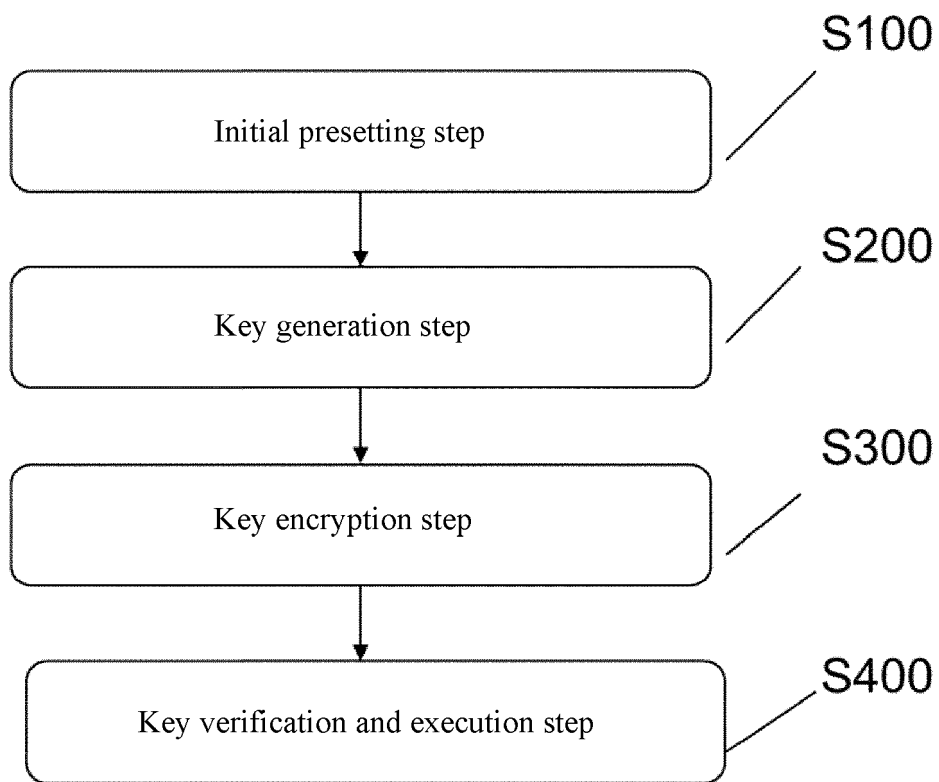 S100
Initial presetting step
S200
Key generation step
S300
Key encryption step
S400
Key verification and execution step